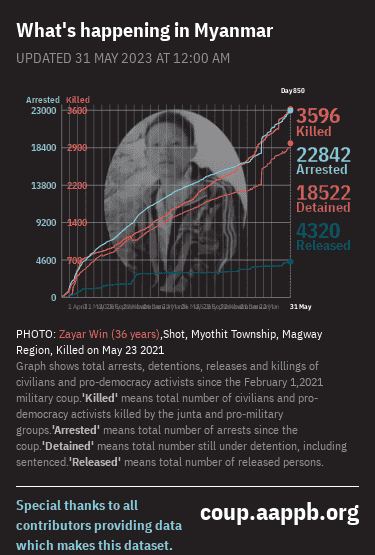 What's happening in Myanmar
UPDATED 31 MAY 2023 AT 12:00 AM
Day850
Arrested Killed
23000 3600
3596
Killed
18400 2900
22842
Arrested
13800 2200
18522
Detained
9200 1400
4320
Released
4600 700
0
1 April
31 May
PHOTO: Zayar Win (36 years),Shot, Myothit Township, Magway
Region, Killed on May 23 2021
Graph shows total arrests, detentions, releases and killings of
civilians and pro-democracy activists since the February 1,2021
military coup.'Killed' means total number of civilians and pro-
democracy activists killed by the junta and pro-military
groups.'Arrested' means total number of arrests since the
coup.'Detained' means total number still under detention, including
sentenced.'Released' means total number of released persons.
Special thanks to all
contributors providing data
which makes this dataset.
coup.aappb.org